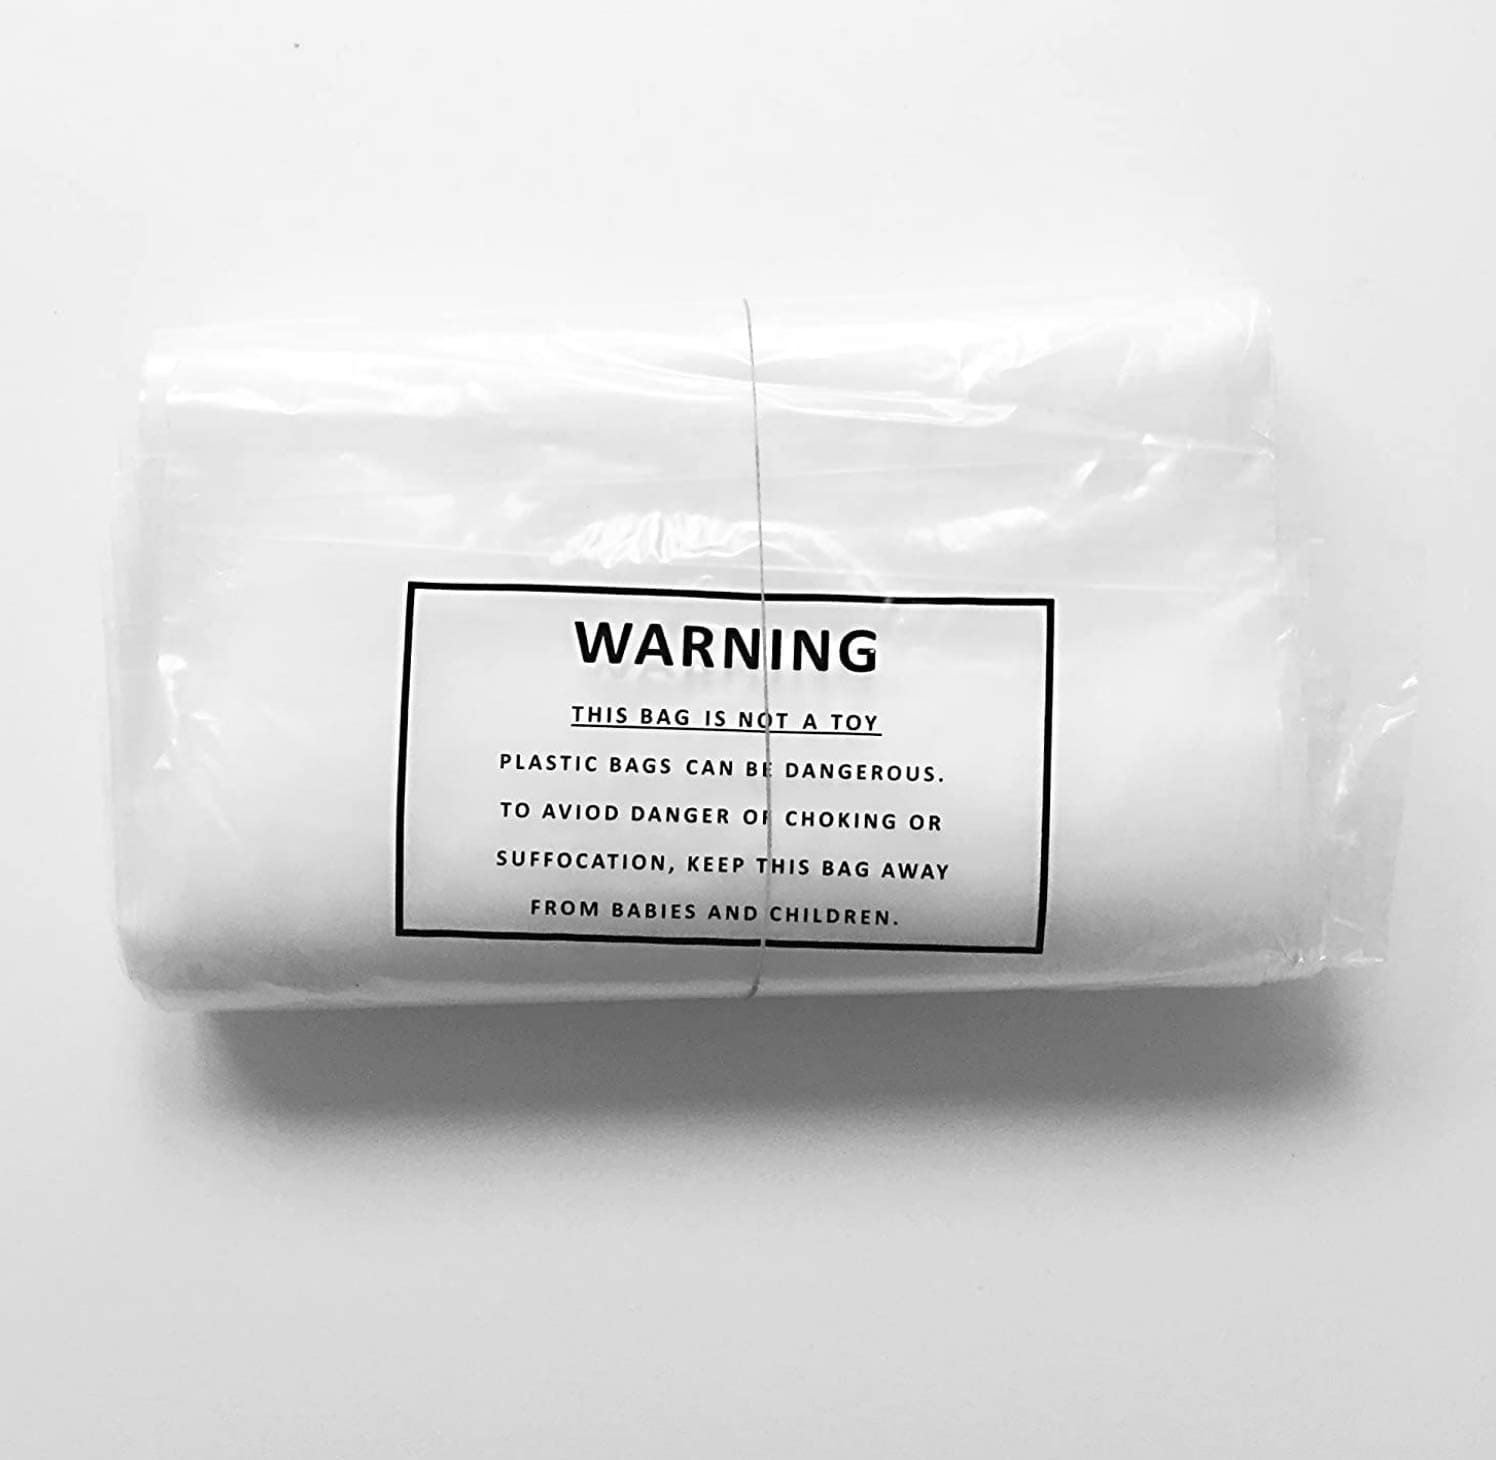 WARNING
THIS BAG IS NOT A TOY
PLASTIC BAGS CAN BE DANGEROUS.
TO AVIOD DANGER OF CHOKING OR
SUFFOCATION, KEEP THIS BAG AWAY
FROM BABIES AND CHILDREN.